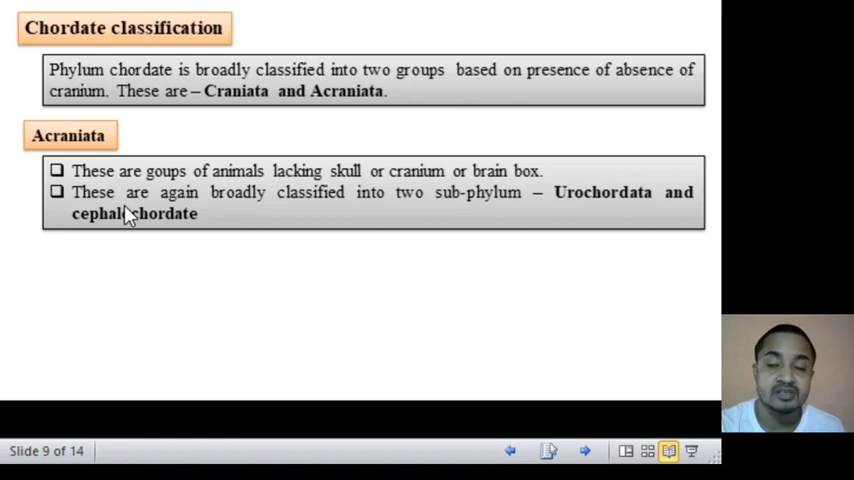 Chordate classification
Phylum chordate is broadly classified into two groups based on presence of absence of
cranium. These are – Craniata and Acraniata.
Acraniata
❑ These are goups of animals lacking skull or cranium or brain box.
❑ These are again broadly classified into two sub-phylum – Urochordata and
cephalochordate
Slide 9 of 14